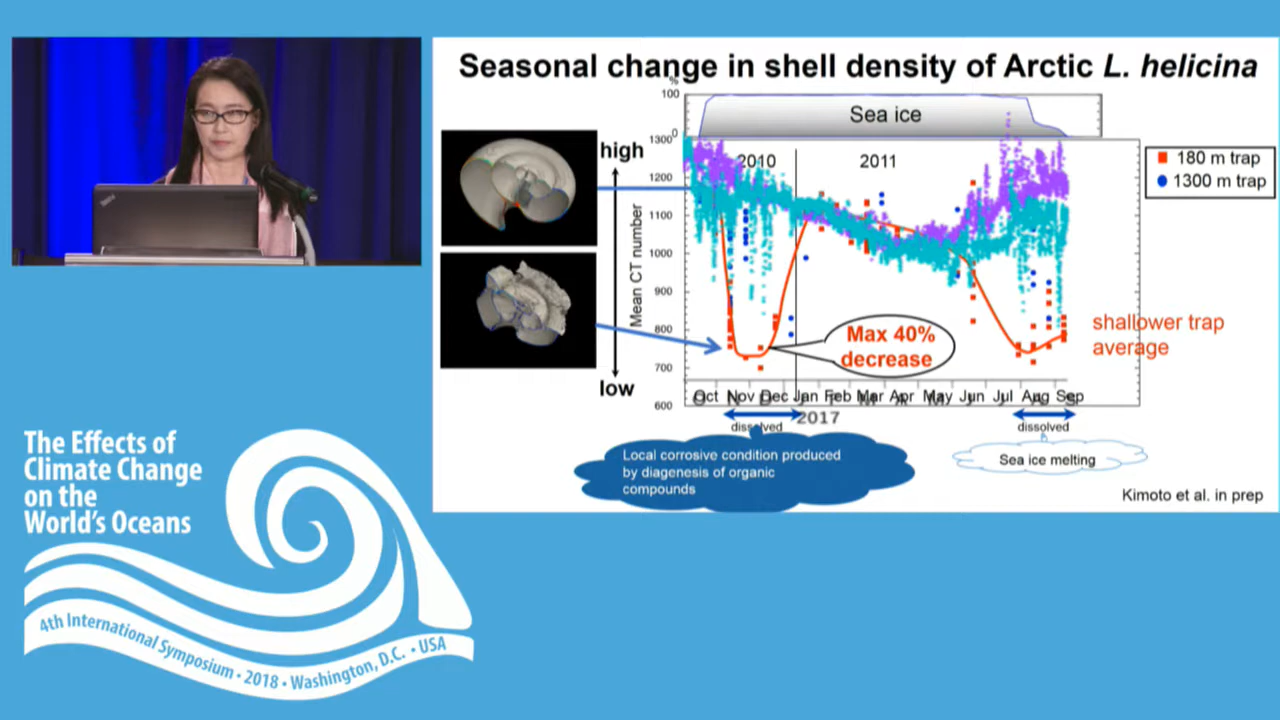 Seasonal change in shell density of Arctic L. helicina
%
100
Sea ice
0
1300
1200
1100
1000
900
800
700
600
Mean CT number
high
low
2010
2011
180 m trap
1300 m trap
Max 40%
decrease
shallower trap
average
Oct Nov Dec Jan Feb Mar Apr May Jun Jul Aug Sep
2017
dissolved
dissolved
Local corrosive condition produced
by diagenesis of organic
compounds
Sea ice melting
Kimoto et al. in prep
The Effects of
Climate Change
on the
World's Oceans
4th International Symposium • 2018 • Washington, D.C. • USA